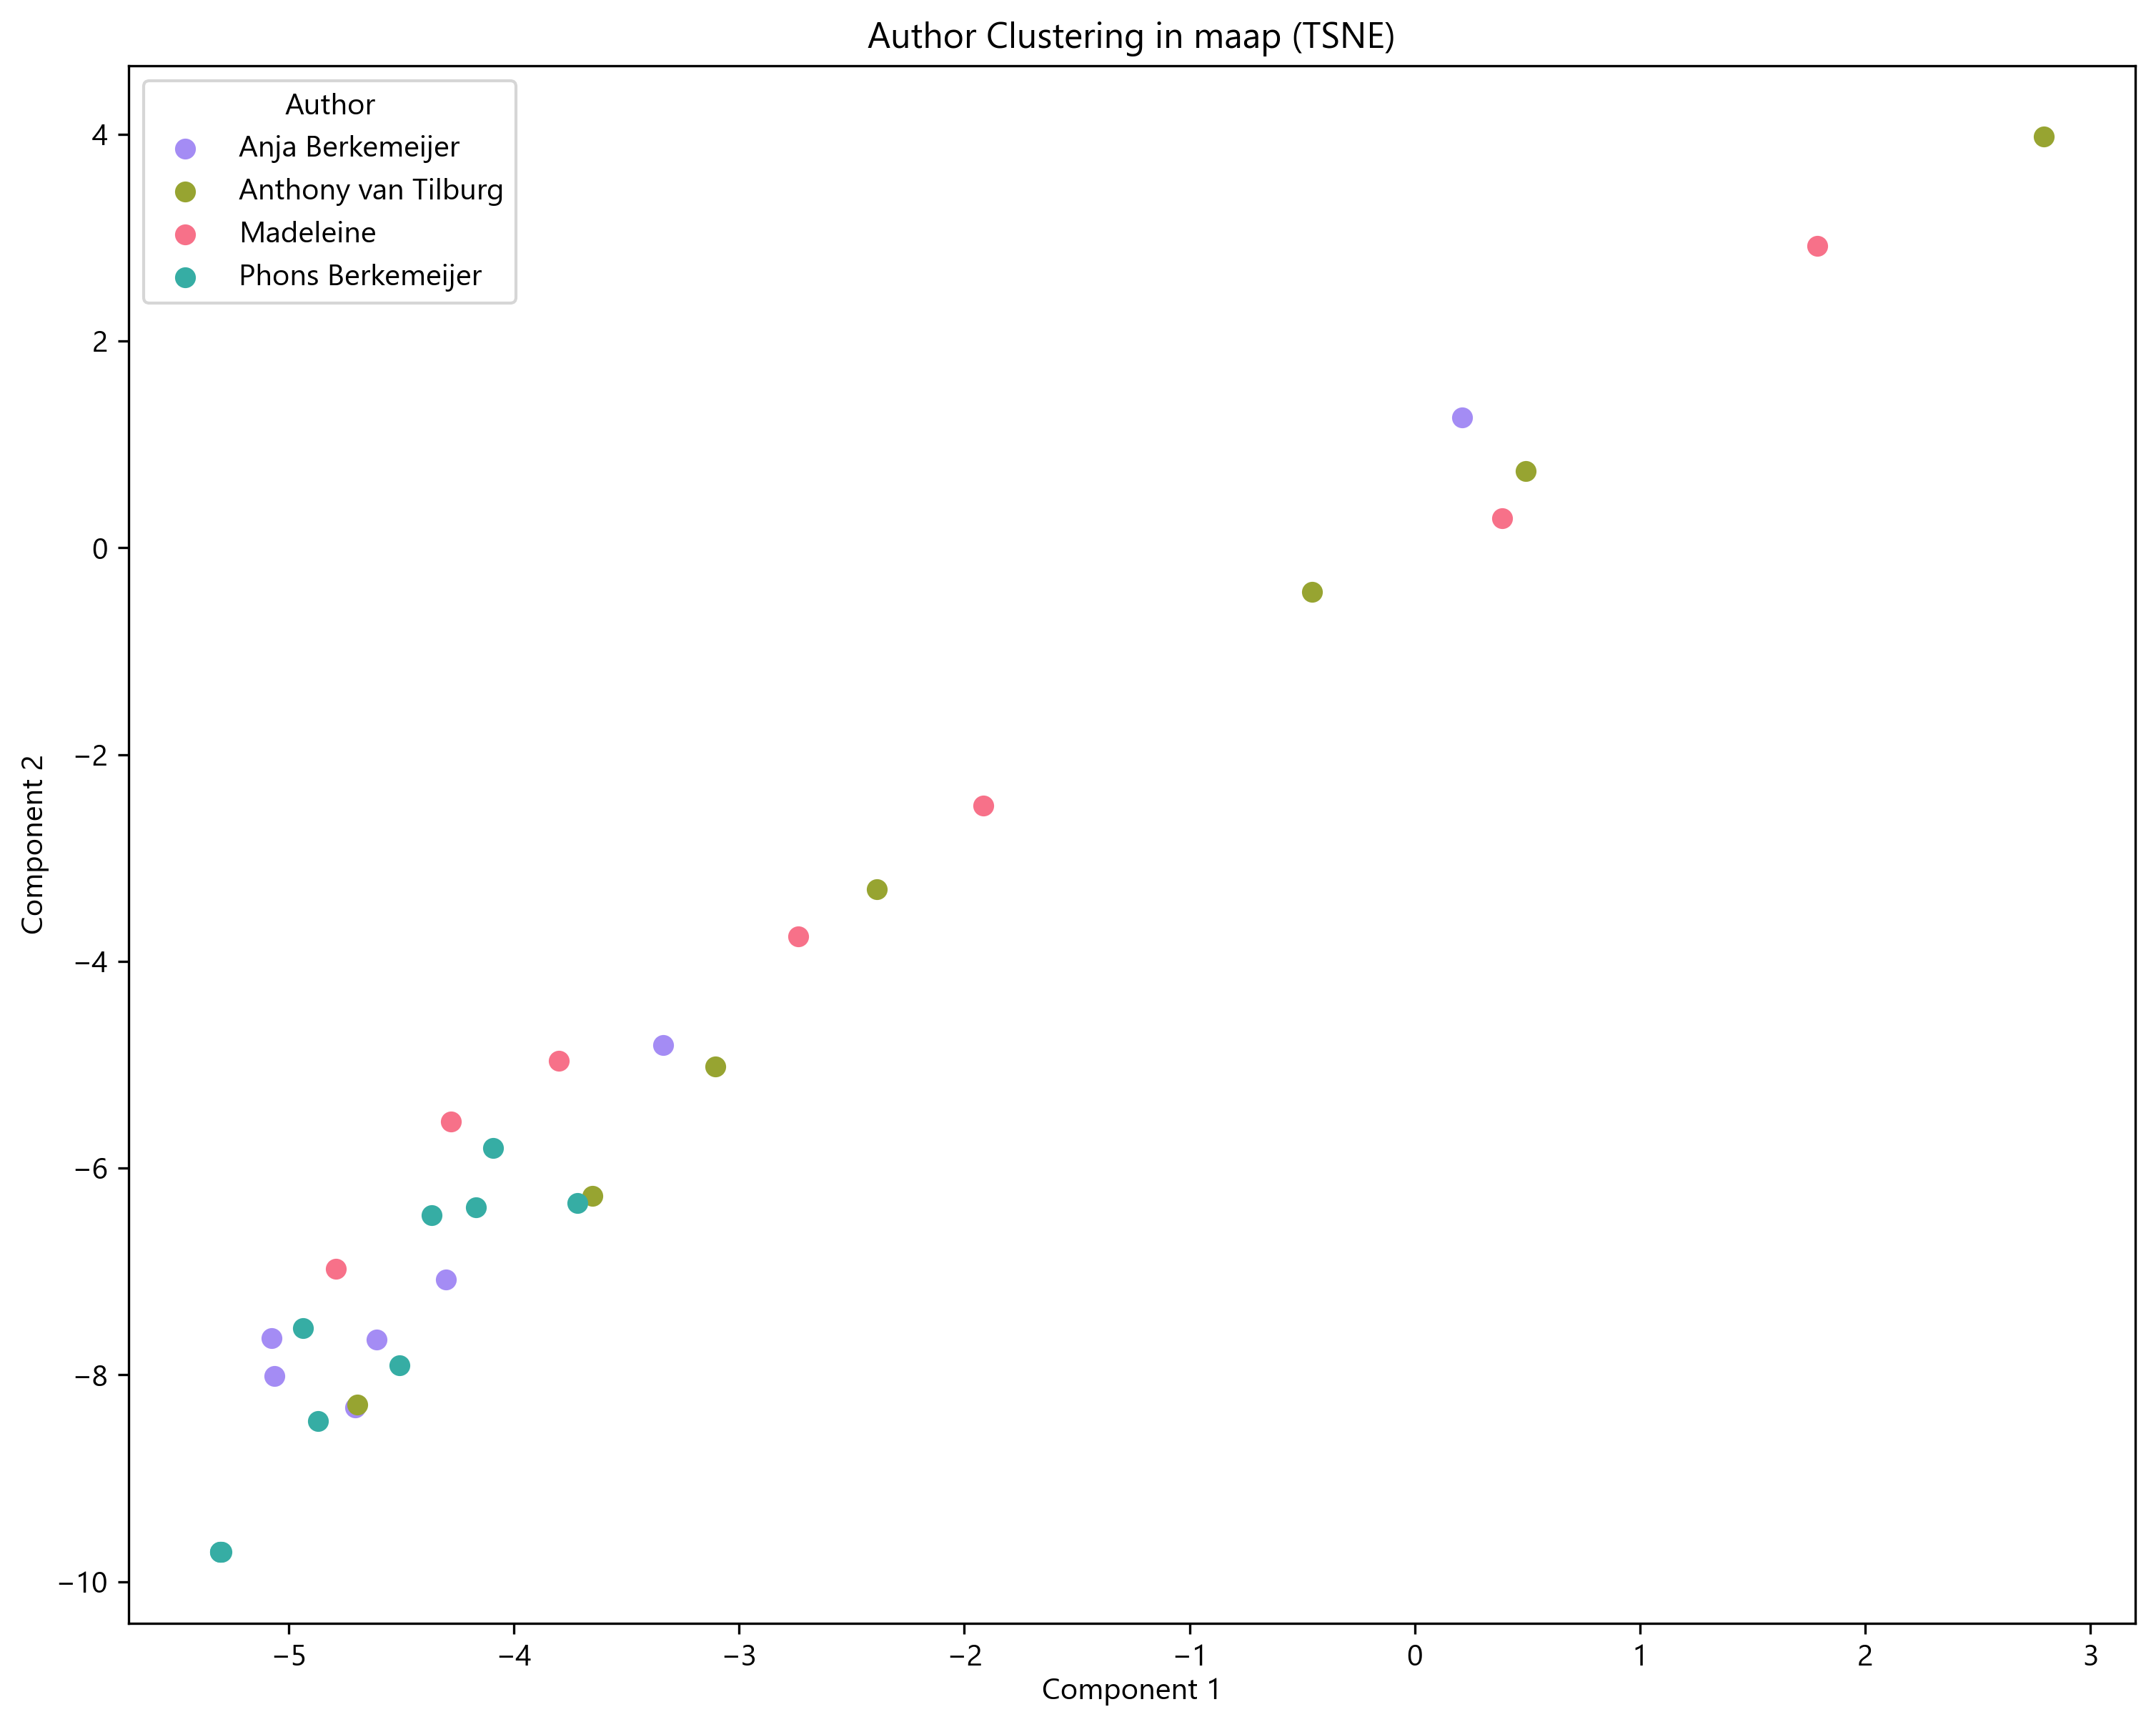 Author Clustering in maap (TSNE)
Author
Anja Berkemeijer
Anthony van Tilburg
Madeleine
Phons Berkemeijer
4
2
0
−2
−4
−6
−8
−10
Component 2
−5 −4 −3 −2 −1 0 1 2 3
Component 1